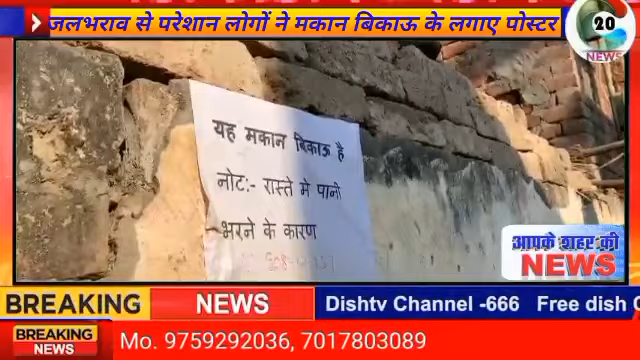 जलभराव से परेशान लोगों ने मकान बिकाऊ के लगाए पोस्टर
20
NEWS
यह मकान बिकाऊ है
नोट:- रास्ते मे पानी
भरने के कारण
आपके शहर की
NEWS
BREAKING NEWS Dishtv Channel -666 Free dish
BREAKING
NEWS
Mo. 9759292036, 7017803089